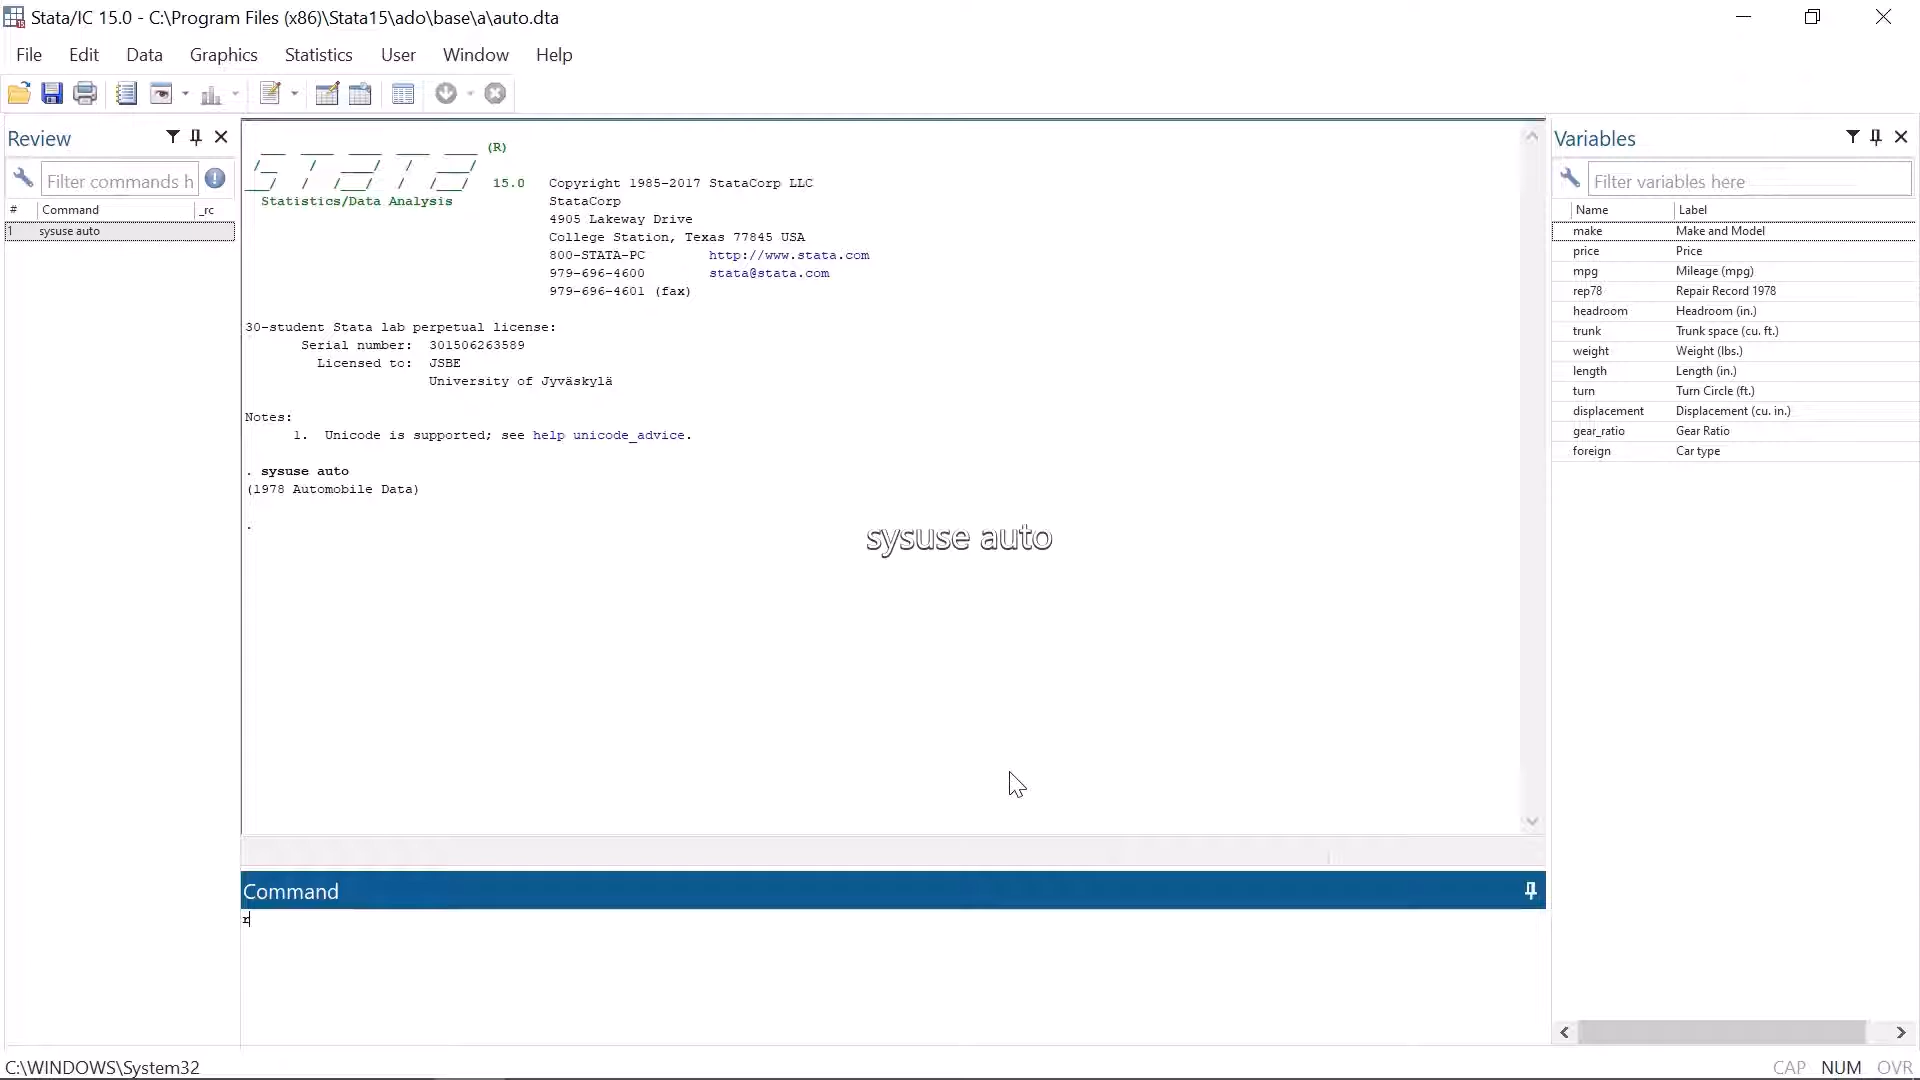 Stata/IC 15.0 - C:\Program Files (x86)\Stata15\ado\base\a\auto.dta
File Edit Data Graphics Statistics User Window Help
Review
Filter commands h
# Command _rc
1 sysuse auto
(R)
STATA 15.0 Copyright 1985-2017 StataCorp LLC
Statistics/Data Analysis StataCorp
4905 Lakeway Drive
College Station, Texas 77845 USA
800-STATA-PC http://www.stata.com
979-696-4600 stata@stata.com
979-696-4601 (fax)
30-student Stata lab perpetual license:
Serial number: 301506263589
Licensed to: JSBE
University of Jyväskylä
Notes:
1. Unicode is supported; see help unicode_advice.
. sysuse auto
(1978 Automobile Data)
.
sysuse auto
Command
r
Variables
Filter variables here
Name Label
make Make and Model
price Price
mpg Mileage (mpg)
rep78 Repair Record 1978
headroom Headroom (in.)
trunk Trunk space (cu. ft.)
weight Weight (lbs.)
length Length (in.)
turn Turn Circle (ft.)
displacement Displacement (cu. in.)
gear_ratio Gear Ratio
foreign Car type
C:\WINDOWS\System32
CAP NUM OVR